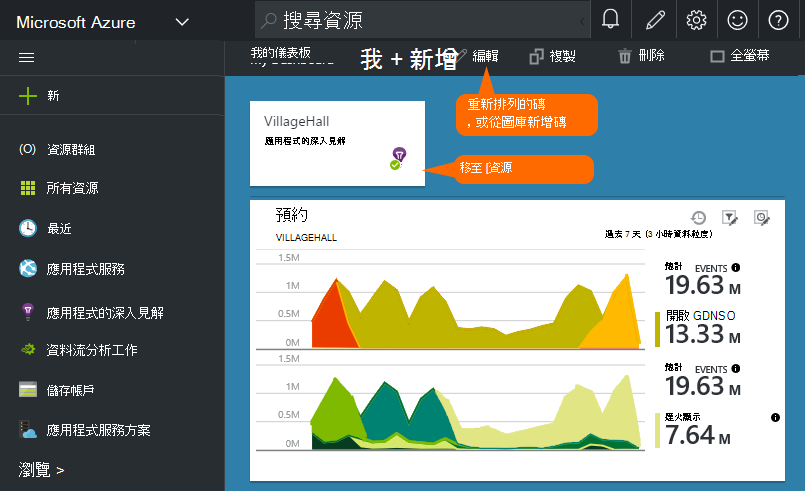 Microsoft Azure
搜尋資源
我的儀表板
我 + 新增
編輯
複製
刪除
全螢幕
新
資源群組
所有資源
最近
應用程式服務
應用程式的深入見解
資料流分析工作
儲存帳戶
應用程式服務方案
瀏覽 >
重新排列的磚
，或從圖庫新增磚
VillageHall
應用程式的深入見解
移至 [資源
預約
VILLAGEHALL
過去 7 天 (3 小時資料粒度)
1.5M
1M
0.5M
0M
總計 EVENTS
19.63 M
開啟 GDNSO
13.33 M
1.5M
1M
0.5M
0M
總計 EVENTS
19.63 M
煙火顯示
7.64 M